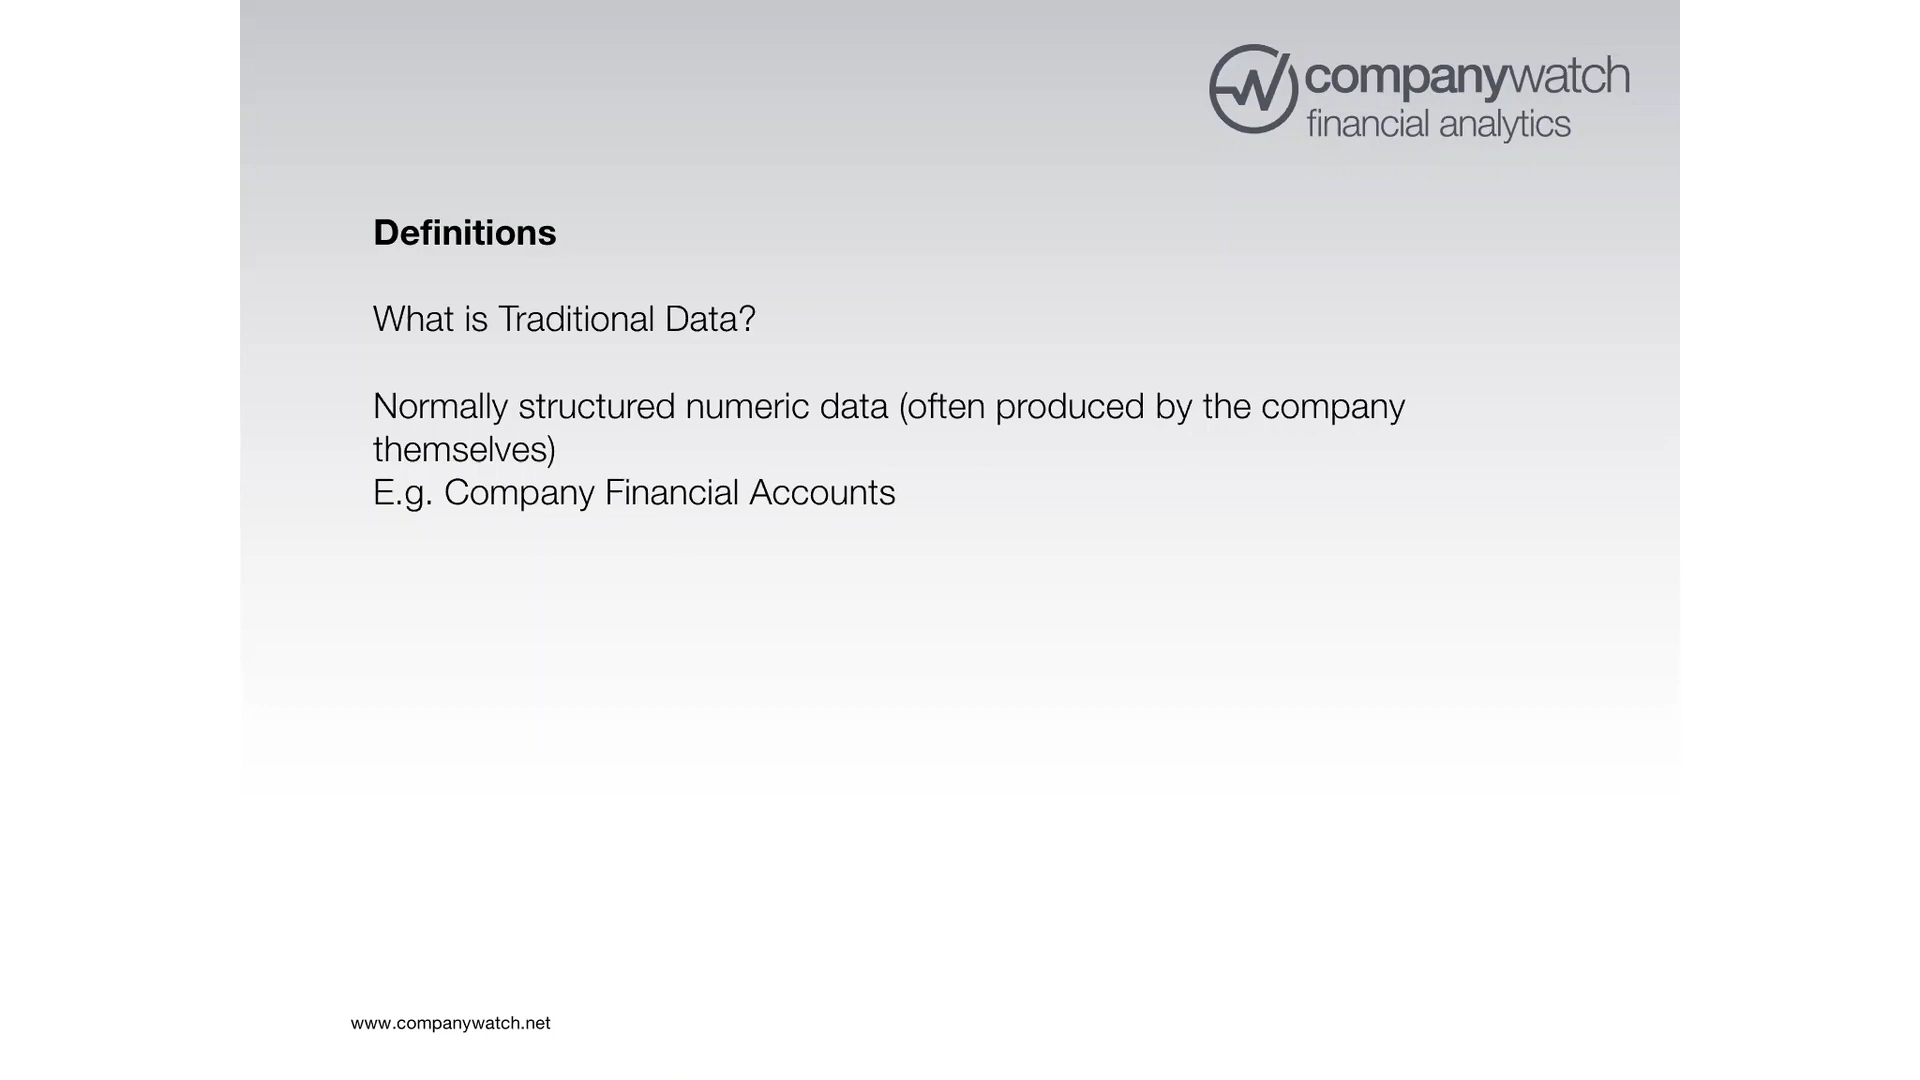 companywatch
financial analytics
Definitions
What is Traditional Data?
Normally structured numeric data (often produced by the company
themselves)
E.g. Company Financial Accounts
www.companywatch.net